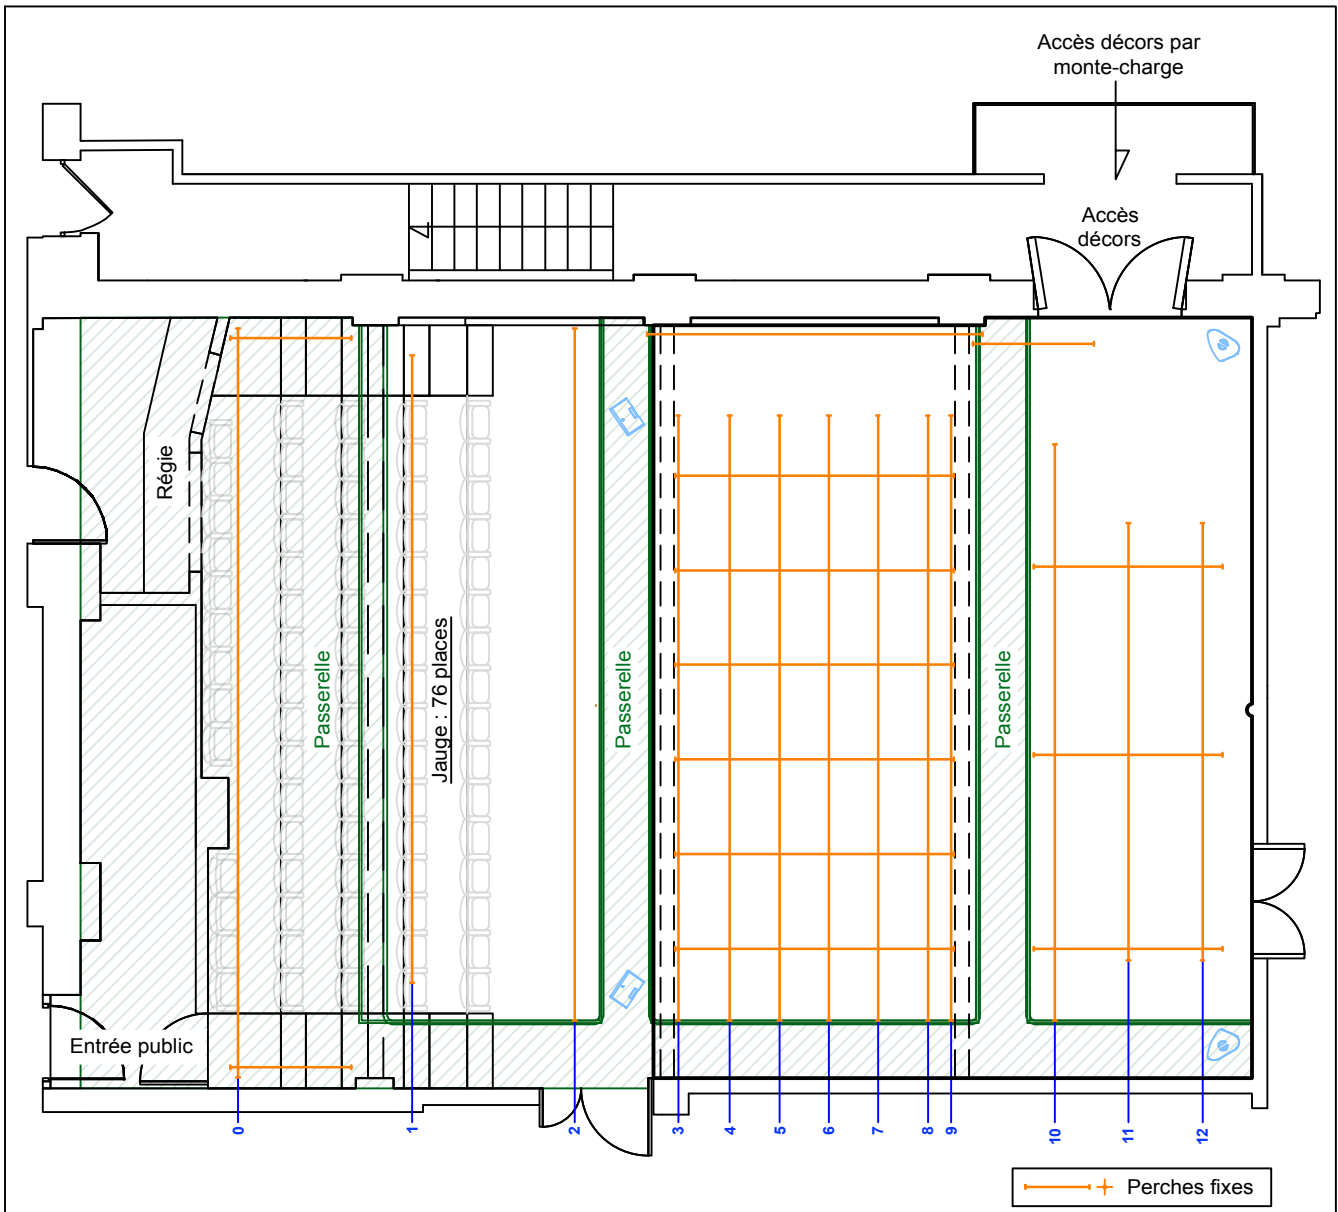 Accès décors par
monte-charge
Accès
décors
Régie
Passerelle
Jauge : 76 places
Passerelle
Passerelle
Entrée public
0
1
2
3
4
5
6
7
8
9
10
11
12
Perches fixes